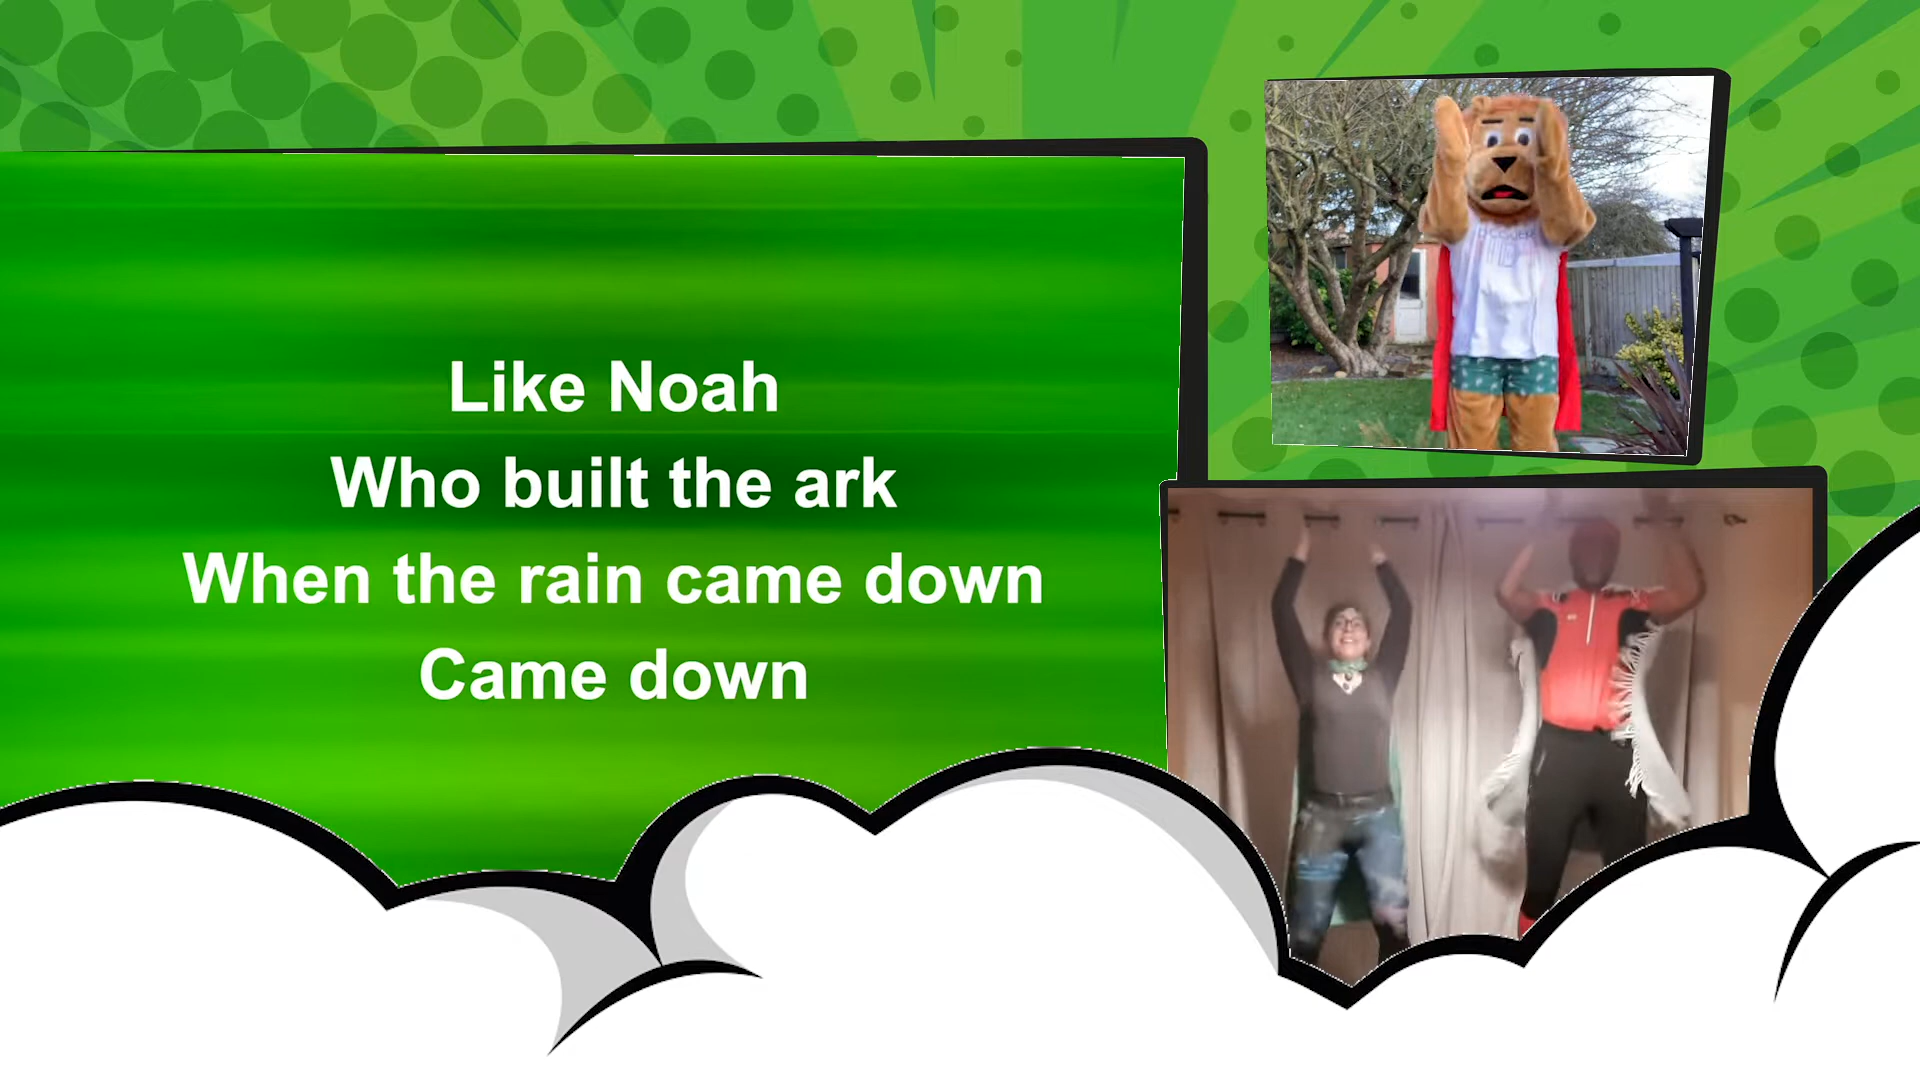 Like Noah
Who built the ark
When the rain came down
Came down